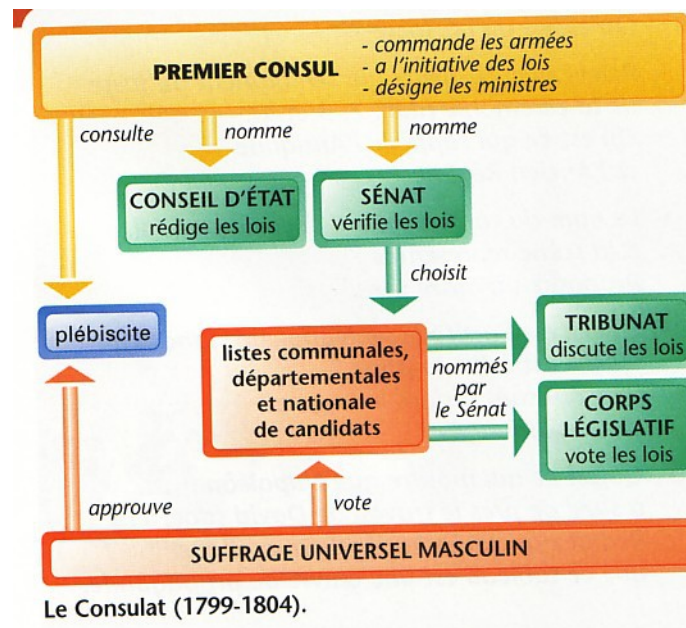 PREMIER CONSUL
- commande les armées
- a l'initiative des lois
- désigne les ministres
consulte
nomme
nomme
CONSEIL D'ÉTAT
rédige les lois
SÉNAT
vérifie les lois
choisit
plébiscite
listes communales,
départementales
et nationale
de candidats
nommés
par
le Sénat
TRIBUNAT
discute les lois
CORPS
LÉGISLATIF
vote les lois
approuve
vote
SUFFRAGE UNIVERSEL MASCULIN
Le Consulat (1799-1804).